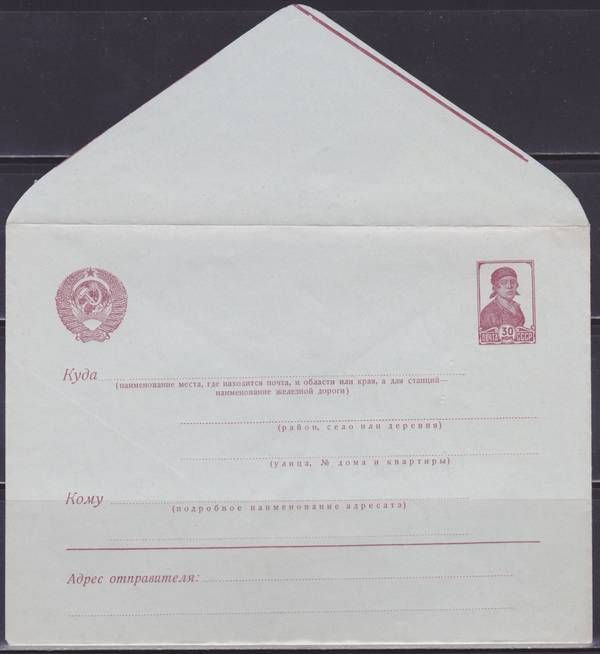 30
ПОЧТА КОП СССР
Куда
(наименование места, где находится почта, и области или края, а для станций—
наименование железной дороги)
(район, село или деревня)
(улица, № дома и квартиры)
Кому
(подробное наименование адресата)
Адрес отправителя: